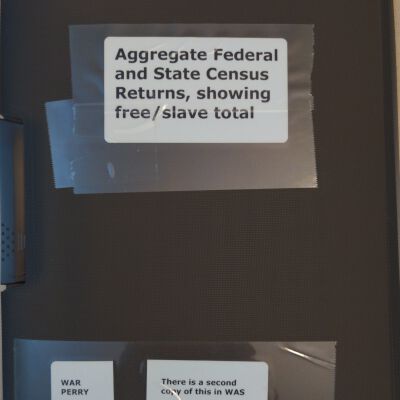 Aggregate Federal
and State Census
Returns, showing
free/slave total
WAR
PERRY
There is a second
copy of this in WAS